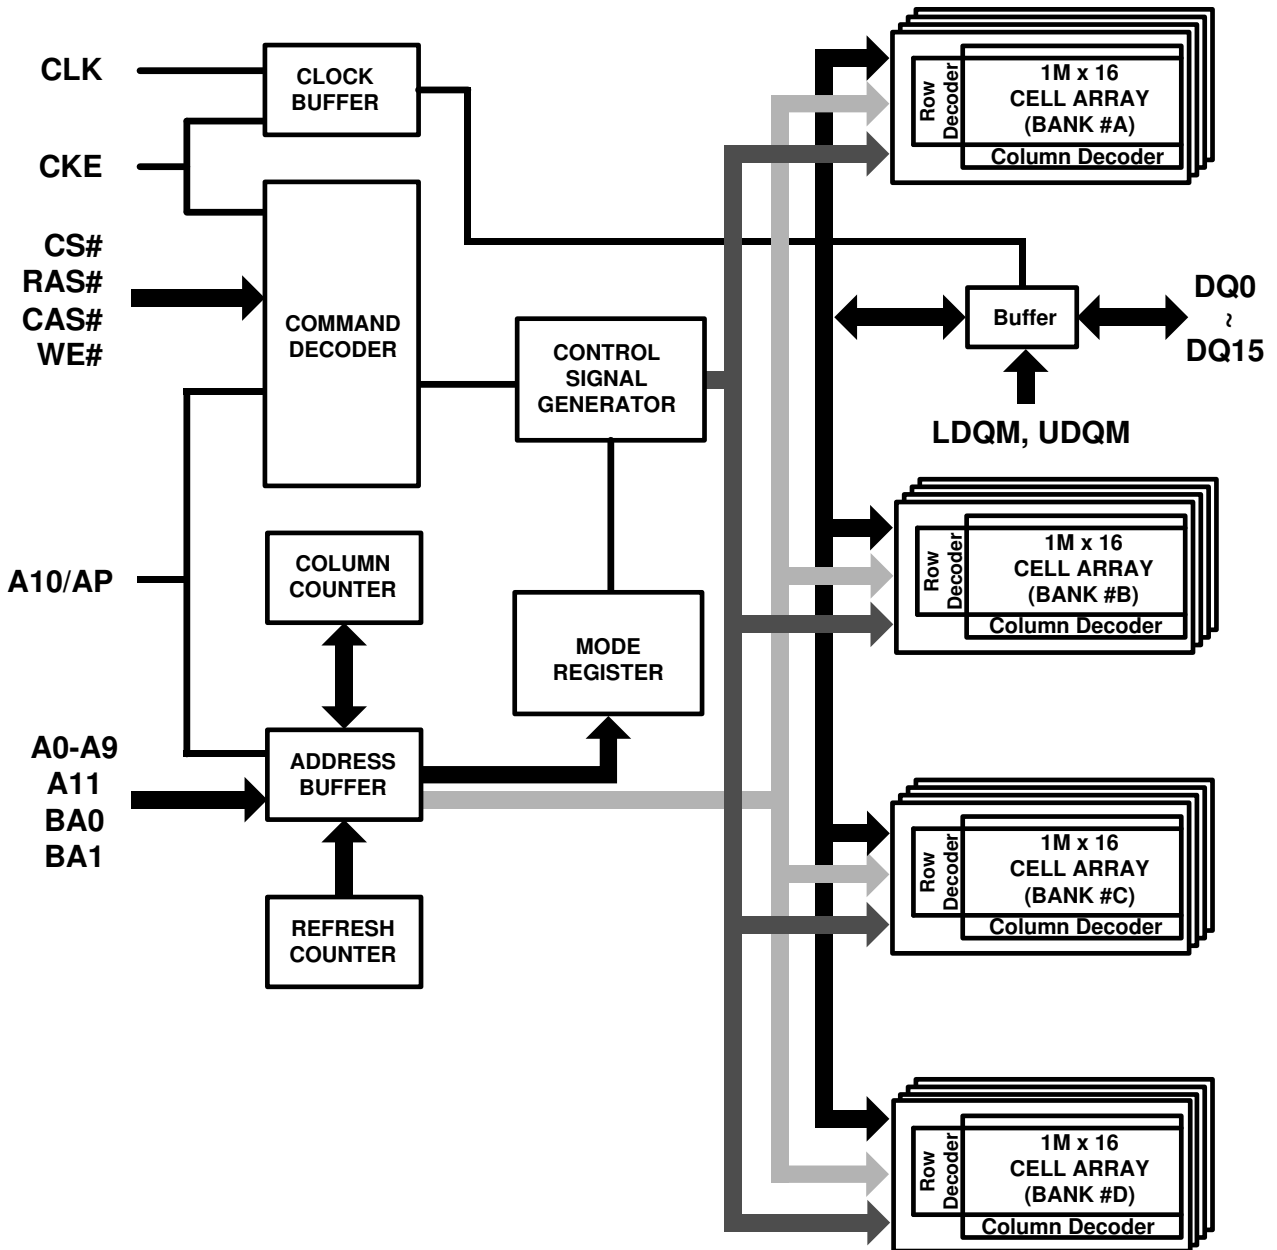 CLK
CKE
CS#
RAS#
CAS#
WE#
A10/AP
A0-A9
A11
BA0
BA1
CLOCK
BUFFER
COMMAND
DECODER
COLUMN
COUNTER
ADDRESS
BUFFER
REFRESH
COUNTER
CONTROL
SIGNAL
GENERATOR
MODE
REGISTER
Row
Decoder
1M x 16
CELL ARRAY
(BANK #A)
Column Decoder
Buffer
DQ0
~
DQ15
LDQM, UDQM
Row
Decoder
1M x 16
CELL ARRAY
(BANK #B)
Column Decoder
Row
Decoder
1M x 16
CELL ARRAY
(BANK #C)
Column Decoder
Row
Decoder
1M x 16
CELL ARRAY
(BANK #D)
Column Decoder